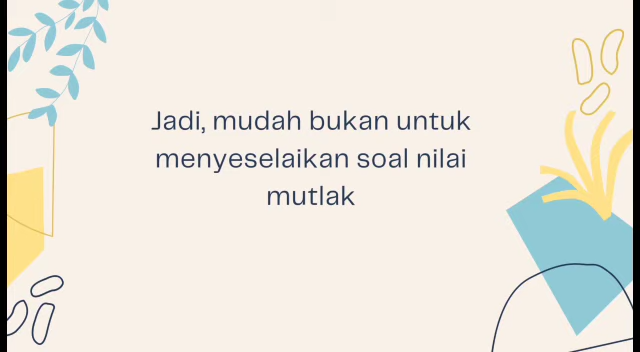 Jadi, mudah bukan untuk
menyeselaikan soal nilai
mutlak